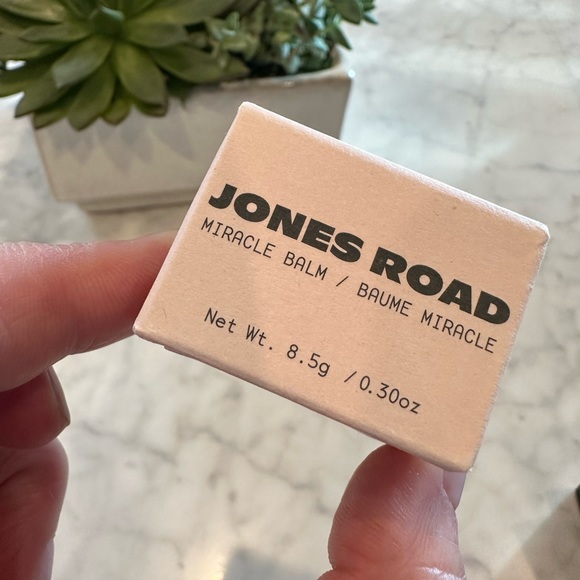 JONES ROAD
MIRACLE BALM / BAUME MIRACLE
Net Wt. 8.5g / 0.30oz